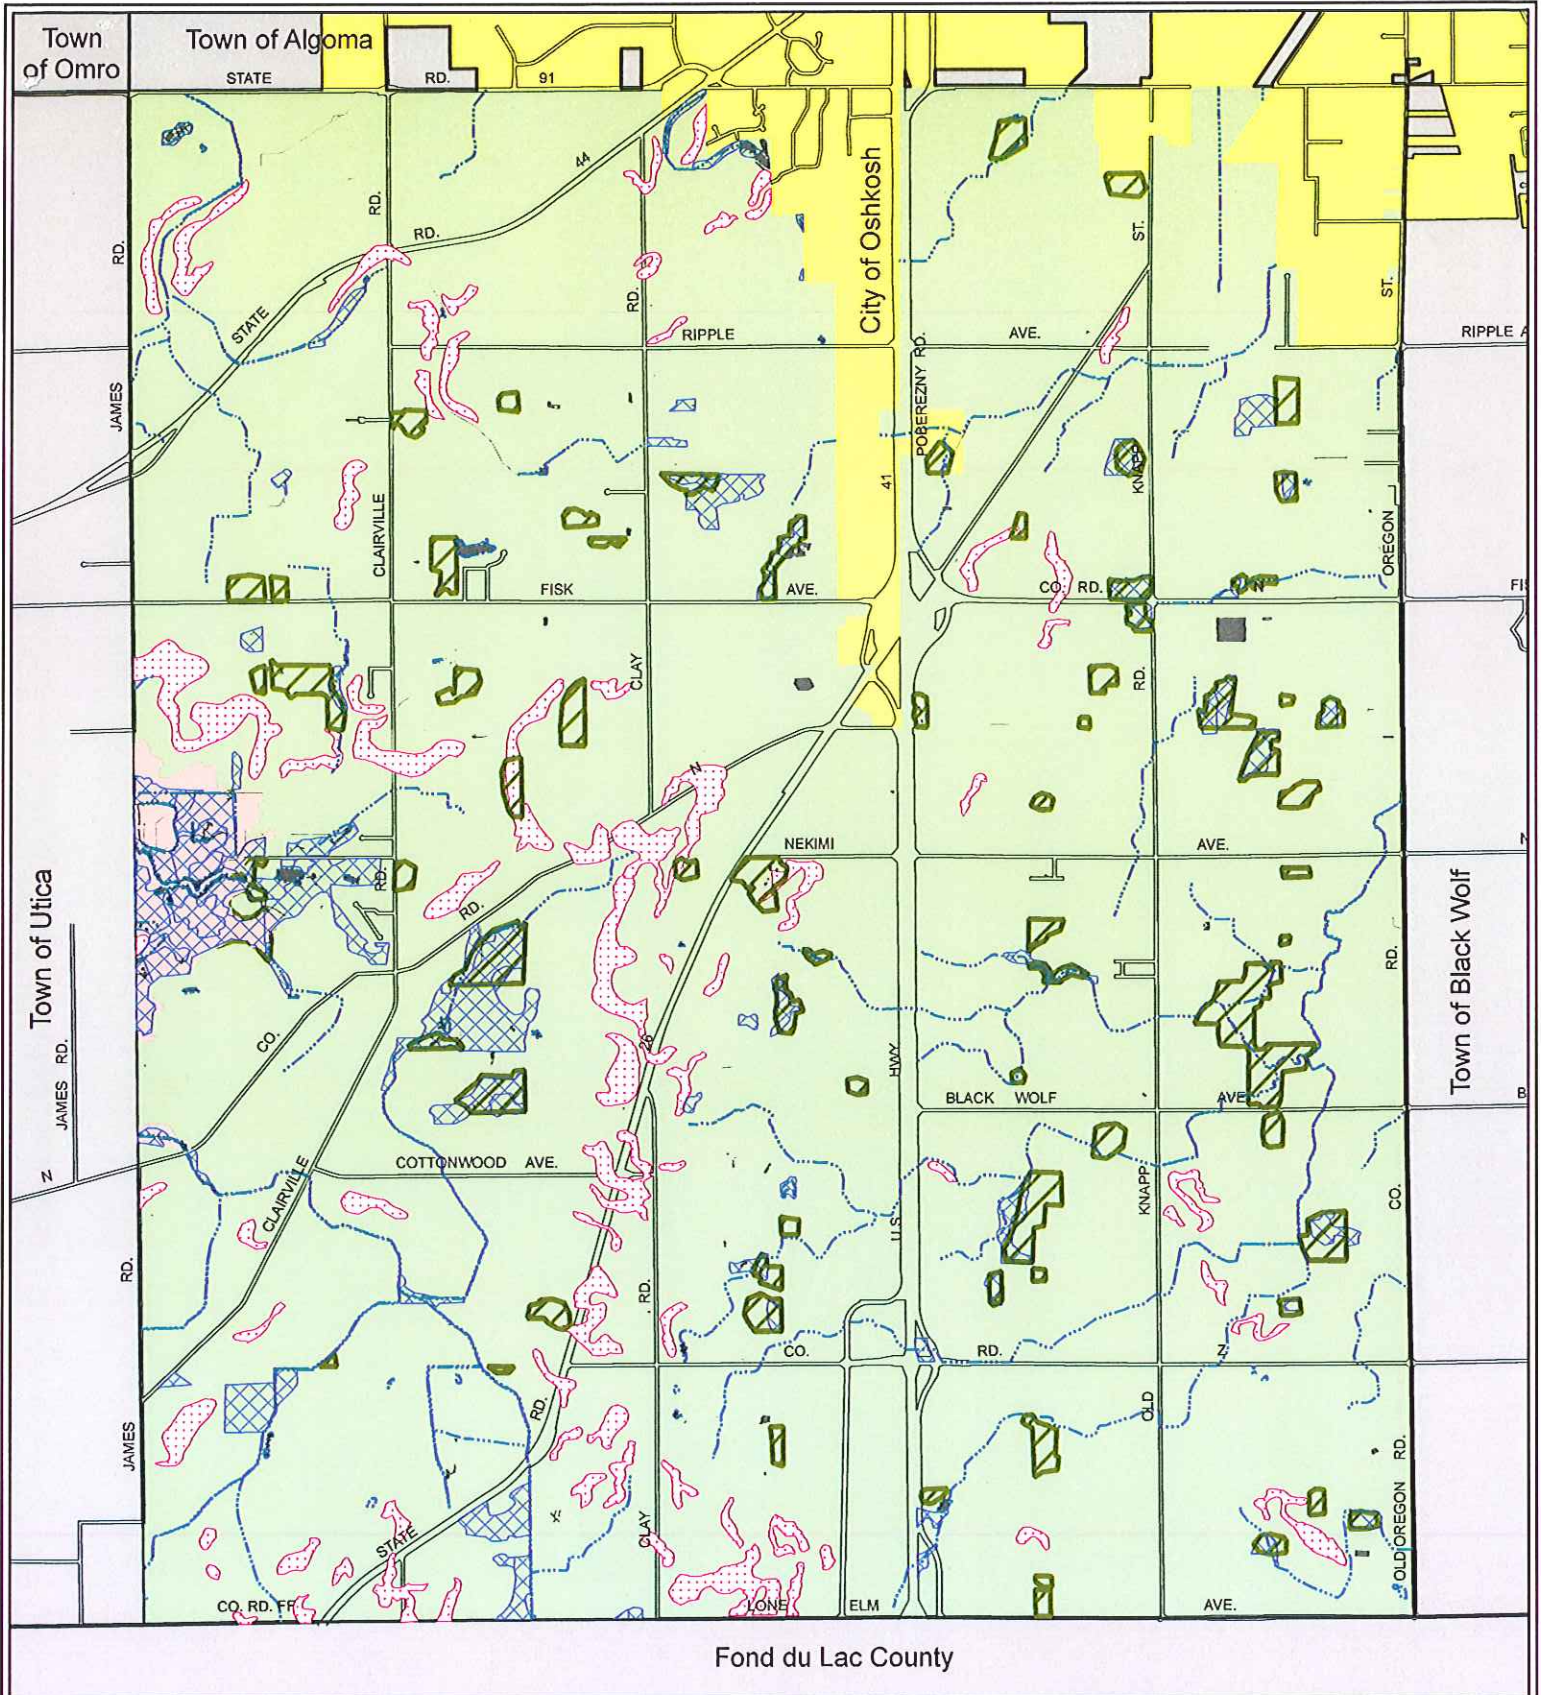 Town
of Omro
Town of Algoma
STATE
RD.
91
44
RD.
RD.
RD.
STATE
JAMES
RD.
RIPPLE
City of Oshkosh
POBEREZNY RD.
AVE.
ST.
ST.
RIPPLE A
CLAIRVILLE
41
KNAPP
OREGON
FISK
AVE.
CO. RD.
N
FIS
CLAY
RD.
N
NEKIMI
AVE.
N
RD.
RD.
Town of Utica
JAMES RD.
N
CO.
26
HWY
RD.
Town of Black Wolf
BLACK WOLF
AVE
B
COTTONWOOD AVE.
CLAIRVILLE
KNAPP
U.S.
CO.
RD.
RD.
CO.
RD.
Z
RD.
OLD
JAMES
STATE
CLAY
OLD OREGON RD.
CO. RD. FF
LONE
ELM
AVE.
Fond du Lac County